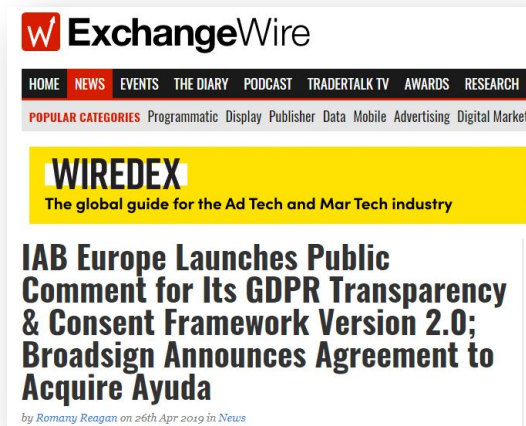 ExchangeWire
HOME NEWS EVENTS THE DIARY PODCAST TRADERTALK TV AWARDS RESEARCH
POPULAR CATEGORIES Programmatic Display Publisher Data Mobile Advertising Digital Market
WIREDEX
The global guide for the Ad Tech and Mar Tech industry
IAB Europe Launches Public
Comment for Its GDPR Transparency
& Consent Framework Version 2.0;
Broadsign Announces Agreement to
Acquire Ayuda
by Romany Reagan on 26th Apr 2019 in News